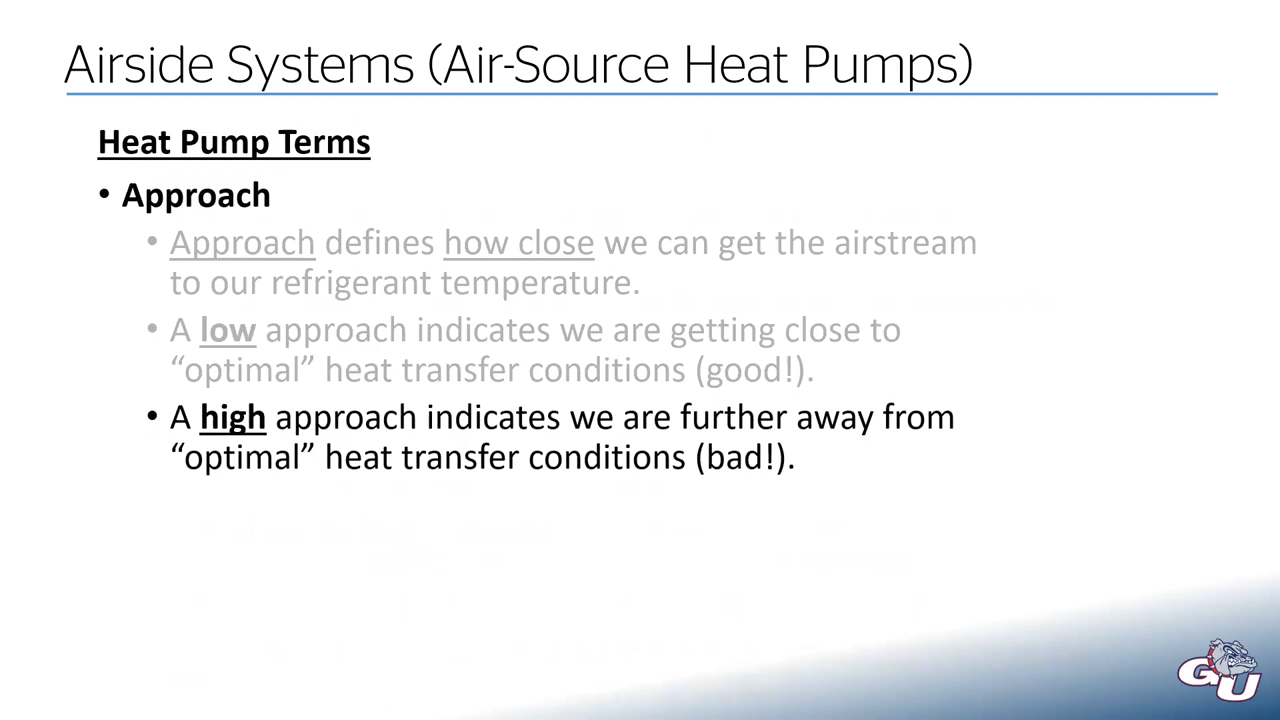 Airside Systems (Air-Source Heat Pumps)
Heat Pump Terms
• Approach
• Approach defines how close we can get the airstream
to our refrigerant temperature.
• A low approach indicates we are getting close to
“optimal” heat transfer conditions (good!).
• A high approach indicates we are further away from
“optimal” heat transfer conditions (bad!).
GU